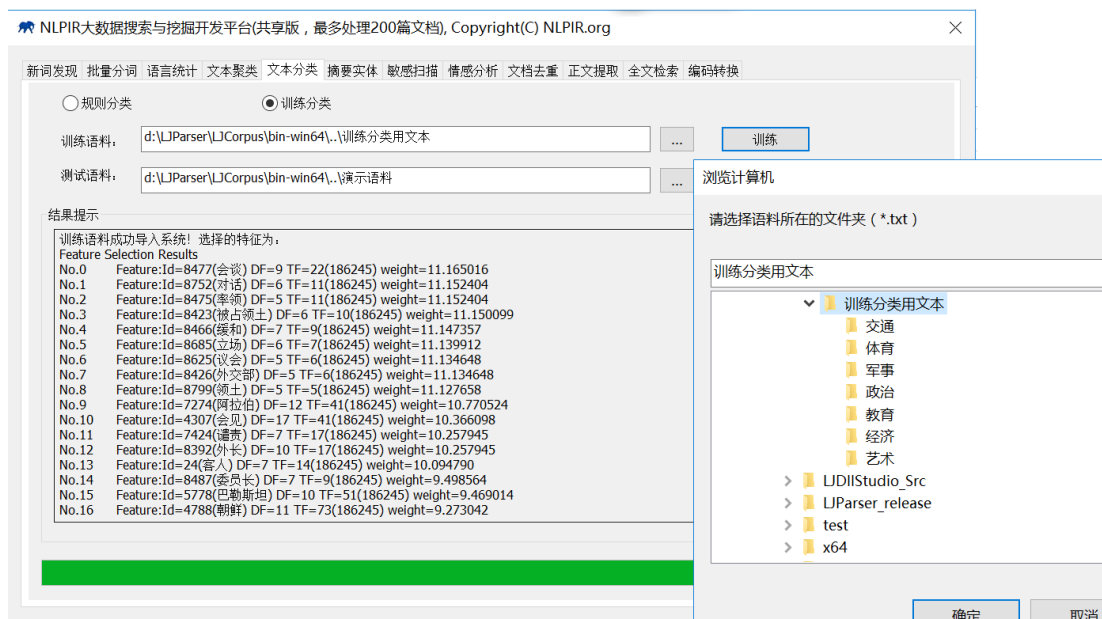 NLPIR大数据搜索与挖掘开发平台(共享版，最多处理200篇文档), Copyright(C) NLPIR.org
新词发现 批量分词 语言统计 文本聚类 文本分类 摘要实体 敏感扫描 情感分析 文档去重 正文提取 全文检索 编码转换
规则分类 训练分类
训练语料： d:\LJParser\LJCorpus\bin-win64\..\训练分类用文本 ... 训练
测试语料： d:\LJParser\LJCorpus\bin-win64\..\演示语料 ...
结果提示
训练语料成功导入系统！选择的特征为：
Feature Selection Results
No.0 Feature:Id=8477(会谈) DF=9 TF=22(186245) weight=11.165016
No.1 Feature:Id=8752(对话) DF=6 TF=11(186245) weight=11.152404
No.2 Feature:Id=8475(率领) DF=5 TF=11(186245) weight=11.152404
No.3 Feature:Id=8423(被占领土) DF=6 TF=10(186245) weight=11.150099
No.4 Feature:Id=8466(缓和) DF=7 TF=9(186245) weight=11.147357
No.5 Feature:Id=8685(立场) DF=6 TF=7(186245) weight=11.139912
No.6 Feature:Id=8625(议会) DF=5 TF=6(186245) weight=11.134648
No.7 Feature:Id=8426(外交部) DF=5 TF=6(186245) weight=11.134648
No.8 Feature:Id=8799(领土) DF=5 TF=5(186245) weight=11.127658
No.9 Feature:Id=7274(阿拉伯) DF=12 TF=41(186245) weight=10.770524
No.10 Feature:Id=4307(会见) DF=17 TF=41(186245) weight=10.366098
No.11 Feature:Id=7424(谴责) DF=7 TF=17(186245) weight=10.257945
No.12 Feature:Id=8392(外长) DF=10 TF=17(186245) weight=10.257945
No.13 Feature:Id=24(客人) DF=7 TF=14(186245) weight=10.094790
No.14 Feature:Id=8487(委员长) DF=7 TF=9(186245) weight=9.498564
No.15 Feature:Id=5778(巴勒斯坦) DF=10 TF=51(186245) weight=9.469014
No.16 Feature:Id=4788(朝鲜) DF=11 TF=73(186245) weight=9.273042
浏览计算机
请选择语料所在的文件夹（*.txt）
训练分类用文本
训练分类用文本
交通
体育
军事
政治
教育
经济
艺术
LJDllStudio_Src
LJParser_release
test
x64
确定 取消